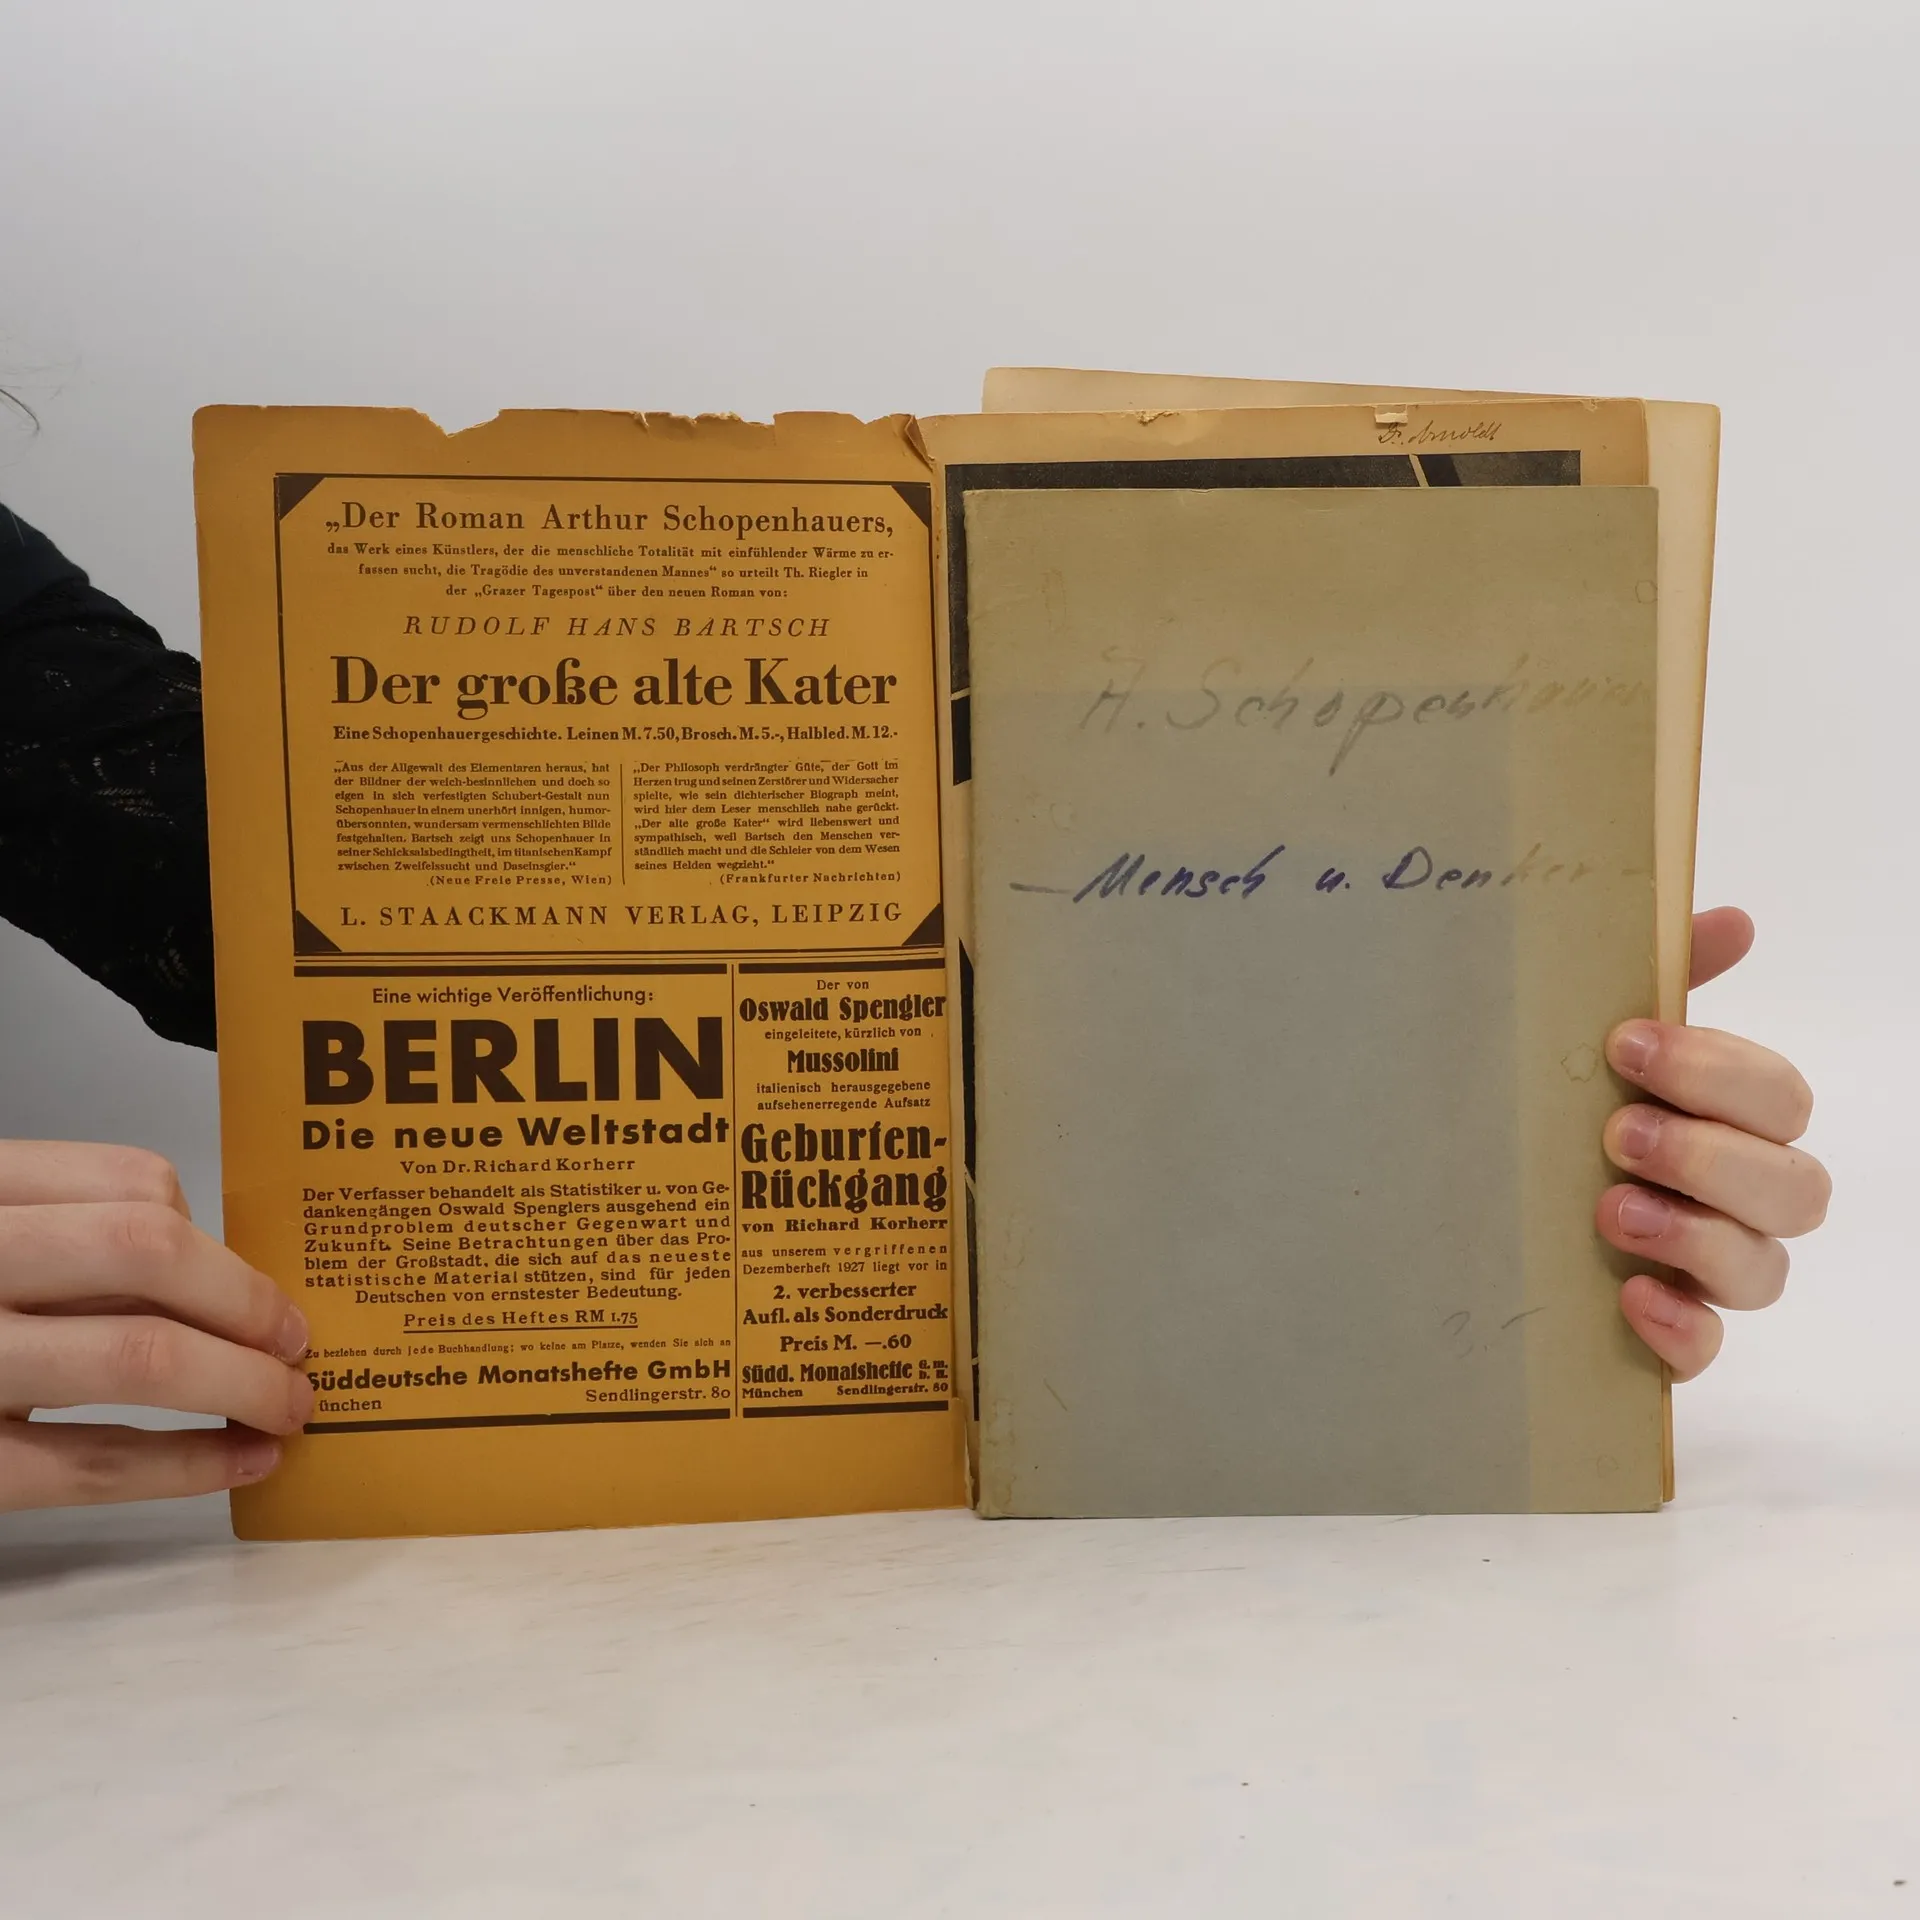 „Der Roman Arthur Schopenhauers,
das Werk eines Künstlers, der die menschliche Totalität mit einfühlender Wärme zu er-
fassen sucht, die Tragödie des unverstandenen Mannes“ so urteilt Th. Riegler in
der „Grazer Tagespost“ über den neuen Roman von:
RUDOLF HANS BARTSCH
Der große alte Kater
Eine Schopenhauergeschichte. Leinen M. 7.50, Brosch. M. 5.-, Halbled. M. 12.-
„Aus der Allgewalt des Elementaren heraus, hat
der Bildner der weich-besinnlichen und doch so
eigen in sich verfestigten Schubert-Gestalt nun
Schopenhauer in einem unerhört innigen, humor-
übersonnten, wundersam vermenschlichten Bilde
festgehalten. Bartsch zeigt uns Schopenhauer in
seiner Schicksalsbedingtheit, im titanischen Kampf
zwischen Zweifelssucht und Daseinsgier.“
(Neue Freie Presse, Wien)
„Der Philosoph verdrängter Güte, der Gott im
Herzen trug und seinen Zerstörer und Widersacher
spielte, wie sein dichterischer Biograph meint,
wird hier dem Leser menschlich nahe gerückt.
„Der alte große Kater“ wird liebenswert und
sympathisch, weil Bartsch den Menschen ver-
ständlich macht und die Schleier von dem Wesen
seines Helden wegzieht.“
(Frankfurter Nachrichten)
L. STAACKMANN VERLAG, LEIPZIG
Eine wichtige Veröffentlichung:
BERLIN
Die neue Weltstadt
Von Dr. Richard Korherr
Der Verfasser behandelt als Statistiker u. von Ge-
dankengängen Oswald Spenglers ausgehend ein
Grundproblem deutscher Gegenwart und
Zukunft. Seine Betrachtungen über das Pro-
blem der Großstadt, die sich auf das neueste
statistische Material stützen, sind für jeden
Deutschen von ernstester Bedeutung.
Preis des Heftes RM 1.75
Zu beziehen durch jede Buchhandlung; wo keine am Platze, wenden Sie sich an
Süddeutsche Monatshefte GmbH
ünchen Sendlingerstr. 80
Der von
Oswald Spengler
eingeleitete, kürzlich von
Mussolini
italienisch herausgegebene
aufsehenerregende Aufsatz
Geburten-
Rückgang
von Richard Korherr
aus unserem vergriffenen
Dezemberheft 1927 liegt vor in
2. verbesserter
Aufl. als Sonderdruck
Preis M. —.60
Südd. Monatshefte G. m. b. H.
München Sendlingerstr. 80
Dr. Arnoldt
A. Schopenhauer
— Mensch u. Denker —